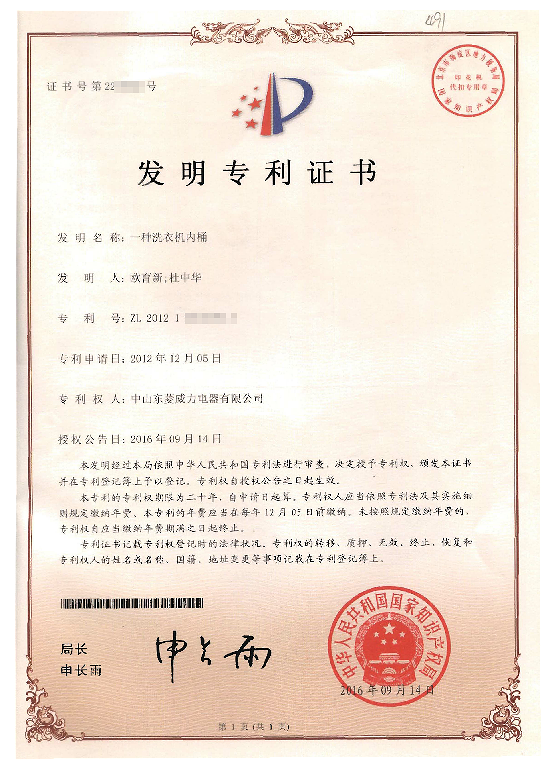 证书号第22 号
印花税
代扣专用章
发明专利证书
发明名称:一种洗衣机内桶
发明人:欧育新;杜中华
专利号:ZL 2012 1
专利申请日:2012年12月05日
专利权人:中山东菱威力电器有限公司
授权公告日:2016年09月14日
本发明经过本局依照中华人民共和国专利法进行审查,决定授予专利权,颁发本证书
并在专利登记簿上予以登记。专利权自授权公告之日起生效。
本专利的专利权期限为二十年,自申请日起算。专利权人应当依照专利法及其实施细
则规定缴纳年费。本专利的年费应当在每年12月05日前缴纳。未按照规定缴纳年费的,
专利权自应当缴纳年费期满之日起终止。
专利证书记载专利权登记时的法律状况。专利权的转移、质押、无效、终止、恢复和
专利权人的姓名或名称、国籍、地址变更等事项记载在专利登记簿上。
局长
申长雨
申长雨
中华人民共和国国家知识产权局
2016年09月14日
第1页(共1页)